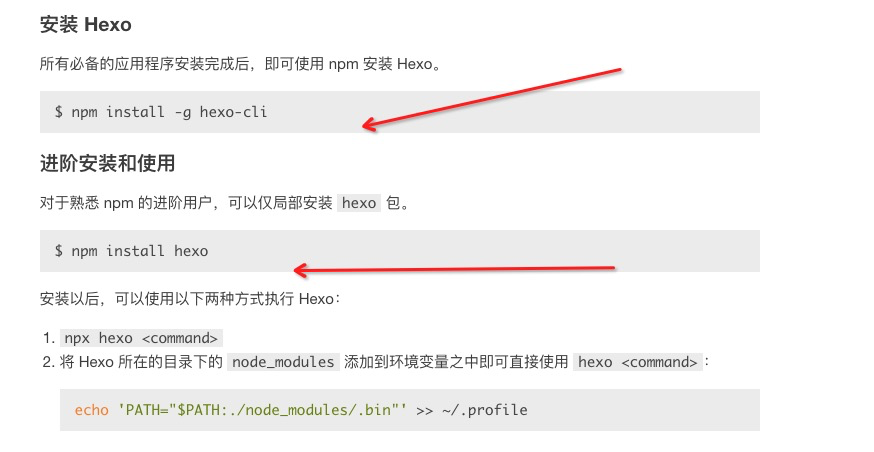 安装 Hexo
所有必备的应用程序安装完成后，即可使用 npm 安装 Hexo。
$ npm install -g hexo-cli
进阶安装和使用
对于熟悉 npm 的进阶用户，可以仅局部安装 hexo 包。
$ npm install hexo
安装以后，可以使用以下两种方式执行 Hexo：
1. npx hexo <command>
2. 将 Hexo 所在的目录下的 node_modules 添加到环境变量之中即可直接使用 hexo <command>：
echo 'PATH="$PATH:./node_modules/.bin"' >> ~/.profile